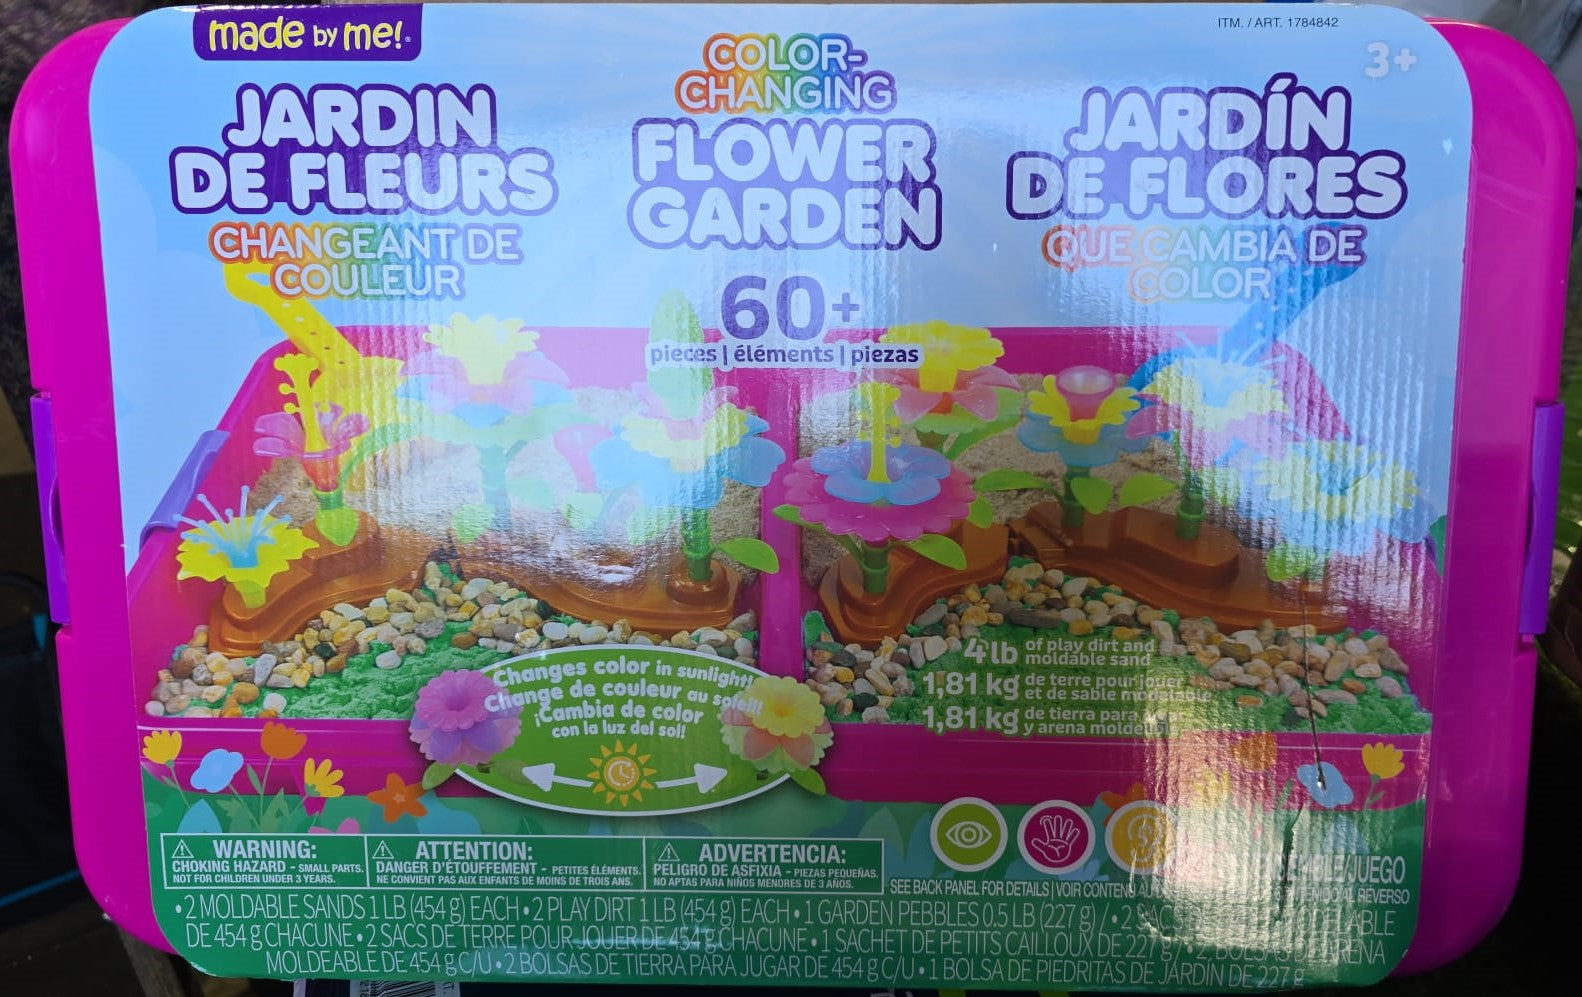 made by me!
ITM. / ART. 1784842
3+
JARDIN
DE FLEURS
CHANGEANT DE
COULEUR
COLOR-
CHANGING
FLOWER
GARDEN
60+
pieces | éléments | piezas
JARDÍN
DE FLORES
QUE CAMBIA DE
COLOR
4 lb of play dirt and
moldable sand
1,81 kg de terre pour jouer
et de sable modelable
1,81 kg de tierra para
y arena moldeable
Changes color in sunlight!
Change de couleur au soleil!
¡Cambia de color
con la luz del sol!
WARNING:
CHOKING HAZARD - SMALL PARTS.
NOT FOR CHILDREN UNDER 3 YEARS.
ATTENTION:
DANGER D'ÉTOUFFEMENT - PETITES ÉLÉMENTS.
NE CONVIENT PAS AUX ENFANTS DE MOINS DE TROIS ANS.
ADVERTENCIA:
PELIGRO DE ASFIXIA - PIEZAS PEQUEÑAS.
NO APTAS PARA NIÑOS MENORES DE 3 AÑOS.
/JUEGO
SEE BACK PANEL FOR DETAILS | VOIR CONTENU AU AL REVERSO
• 2 MOLDABLE SANDS 1 LB (454 g) EACH • 2 PLAY DIRT 1 LB (454 g) EACH • 1 GARDEN PEBBLES 0.5 LB (227 g) / • 2
DE 454 g CHACUNE • 2 SACS DE TERRE POUR JOUER DE 454 g CHACUNE • 1 SACHET DE PETITS CAILLOUX DE 227 g / • 2 BOLSAS DE ARENA
MOLDEABLE DE 454 g C/U • 2 BOLSAS DE TIERRA PARA JUGAR DE 454 g C/U • 1 BOLSA DE PIEDRITAS DE JARDÍN DE 227 g